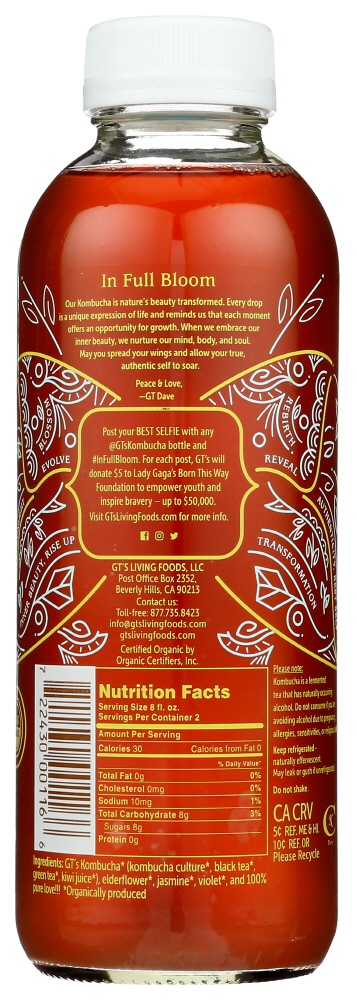 In Full Bloom
Our Kombucha is nature's beauty transformed. Every drop
is a unique expression of life and reminds us that each moment
offers an opportunity for growth. When we embrace our
inner beauty, we nurture our mind, body, and soul.
May you spread your wings and allow your true,
authentic self to soar.
Peace & Love,
—GT Dave
BLOSSOM
EVOLVE
REBIRTH
REVEAL
Post your BEST SELFIE with any
@GTsKombucha bottle and
#InFullBloom. For each post, GT's will
donate $5 to Lady Gaga's Born This Way
Foundation to empower youth and
inspire bravery – up to $50,000.
Visit GTsLivingFoods.com for more info.
INNER BEAUTY, RISE UP
TRANSFORMATION
GT'S LIVING FOODS, LLC
Post Office Box 2352,
Beverly Hills, CA 90213
Contact us:
Toll-free: 877.735.8423
info@gtslivingfoods.com
gtslivingfoods.com
Certified Organic by
Organic Certifiers, Inc.
7 22430 00116 6
Nutrition Facts
Serving Size 8 fl. oz.
Servings Per Container 2
Amount Per Serving
Calories 30 Calories from Fat 0
% Daily Value*
Total Fat 0g 0%
Cholesterol 0mg 0%
Sodium 10mg 1%
Total Carbohydrate 8g 3%
Sugars 8g
Protein 0g
Ingredients: GT's Kombucha* (kombucha culture*, black tea*,
green tea*, kiwi juice*), elderflower*, jasmine*, violet*, and 100%
pure love!!! *Organically produced
Please note:
Kombucha is a fermented
tea that has naturally occurring
alcohol. Do not consume if you are
avoiding alcohol due to pregnancy,
allergies, sensitivities, or religious
Keep refrigerated -
naturally effervescent.
May leak or gush if unrefrigerated.
Do not shake.
CA CRV
5¢ REF. ME & HI.
10¢ REF. OR
Please Recycle